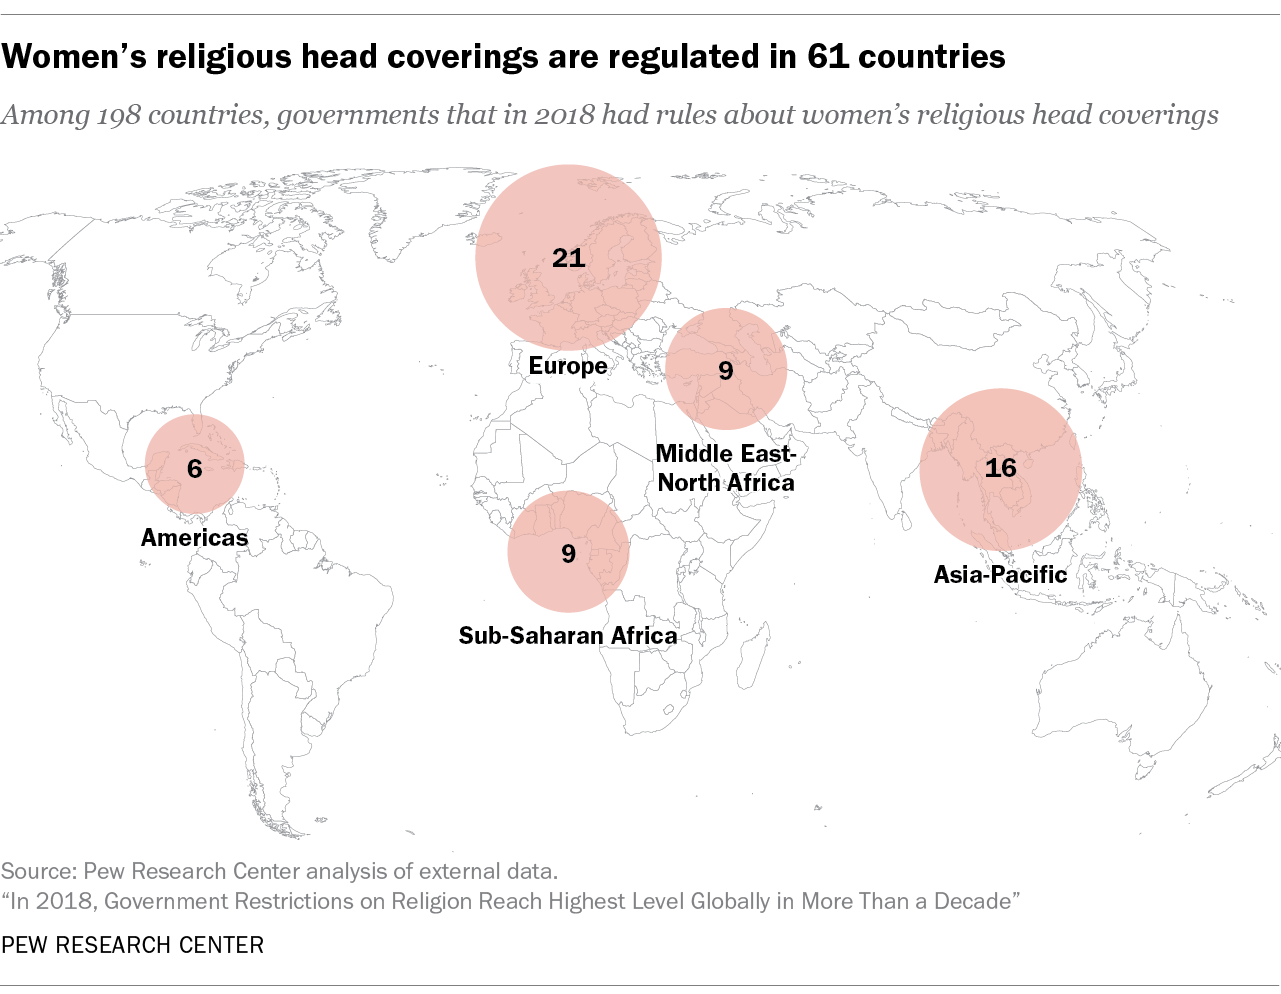 Women’s religious head coverings are regulated in 61 countries
Among 198 countries, governments that in 2018 had rules about women’s religious head coverings
21
Europe
9
Middle East-
North Africa
6
Americas
16
Asia-Pacific
9
Sub-Saharan Africa
Source: Pew Research Center analysis of external data.
“In 2018, Government Restrictions on Religion Reach Highest Level Globally in More Than a Decade”
PEW RESEARCH CENTER